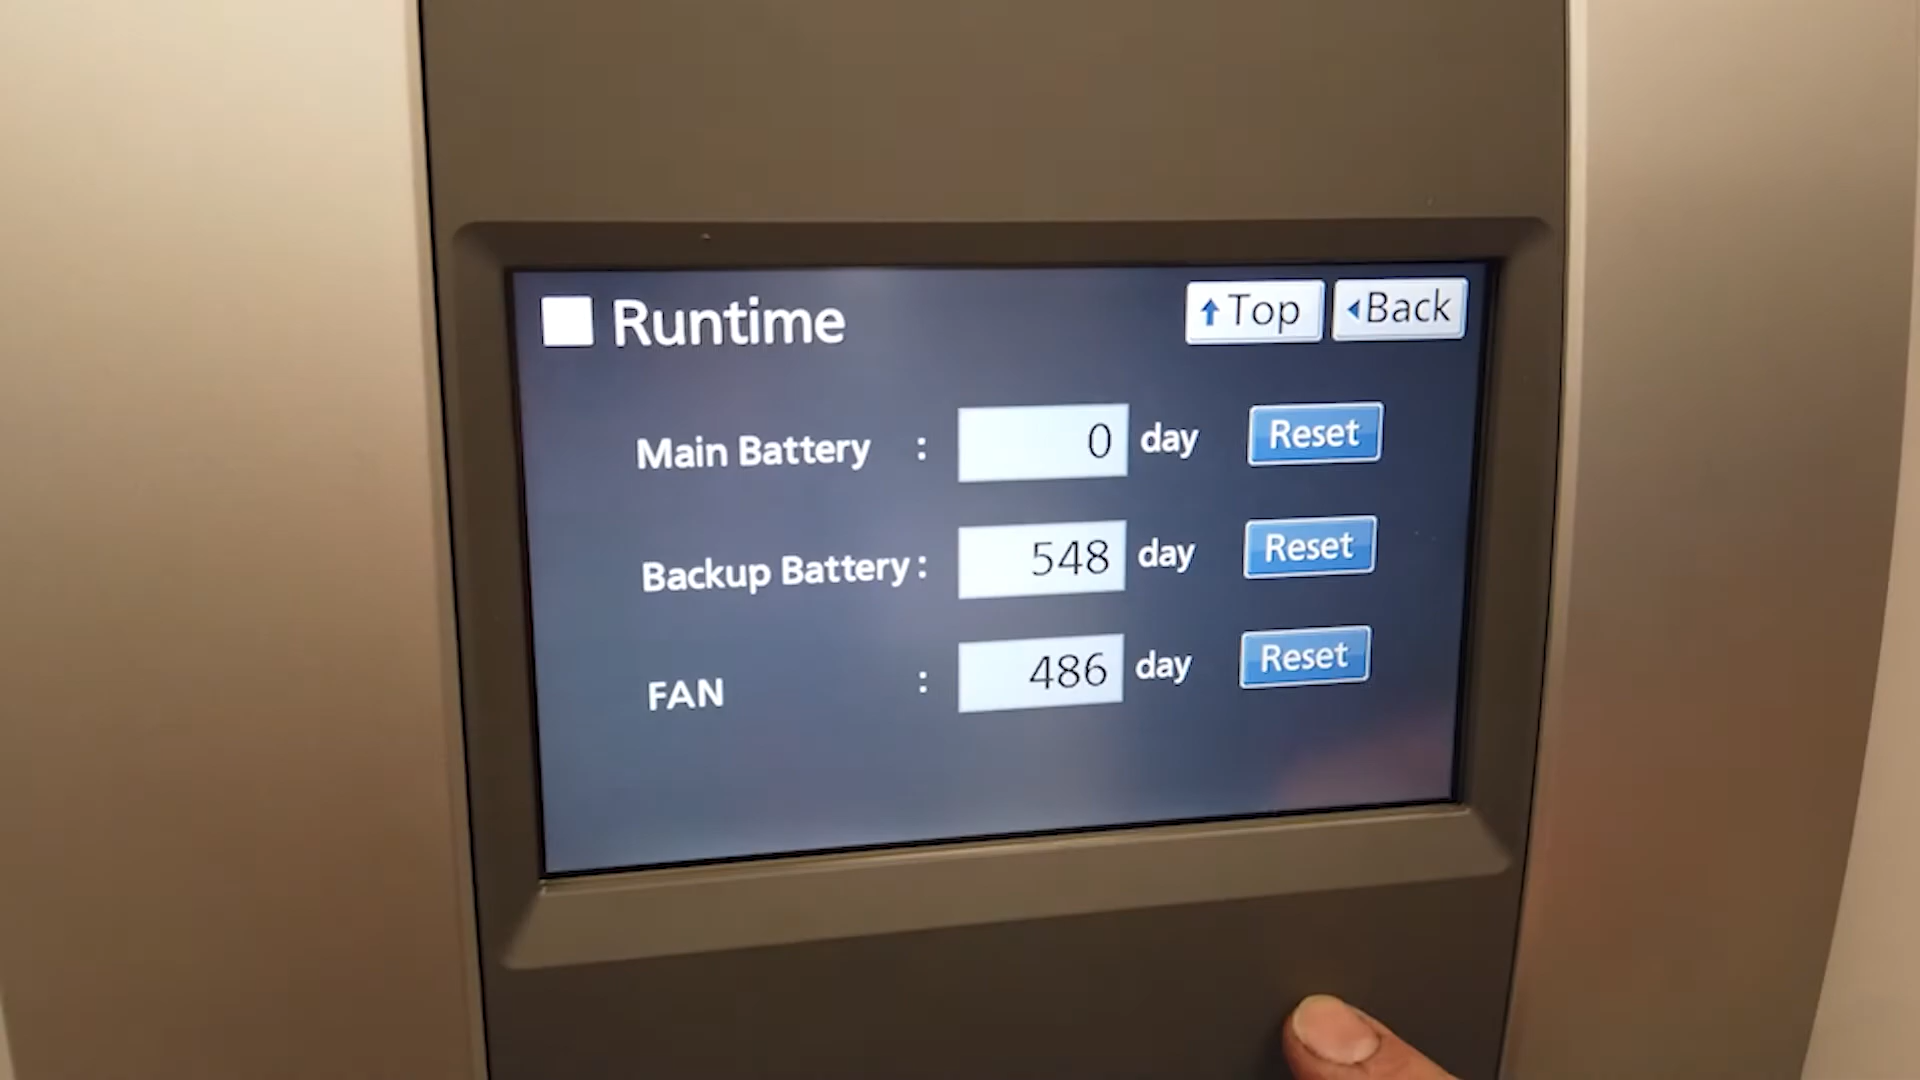 Runtime ↑Top ◂Back
Main Battery : 0 day Reset
Backup Battery: 548 day Reset
FAN : 486 day Reset